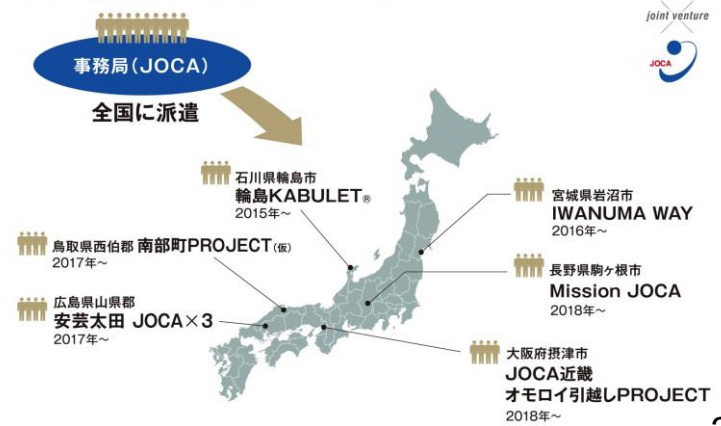 joint venture
JOCA
事務局(JOCA)
全国に派遣
石川県輪島市
輪島KABULET®
2015年~
宮城県岩沼市
IWANUMA WAY
2016年~
鳥取県西伯郡 南部町PROJECT(仮)
2017年~
長野県駒ヶ根市
Mission JOCA
2018年~
広島県山県郡
安芸太田 JOCA×3
2017年~
大阪府摂津市
JOCA近畿
オモロイ引越しPROJECT
2018年~